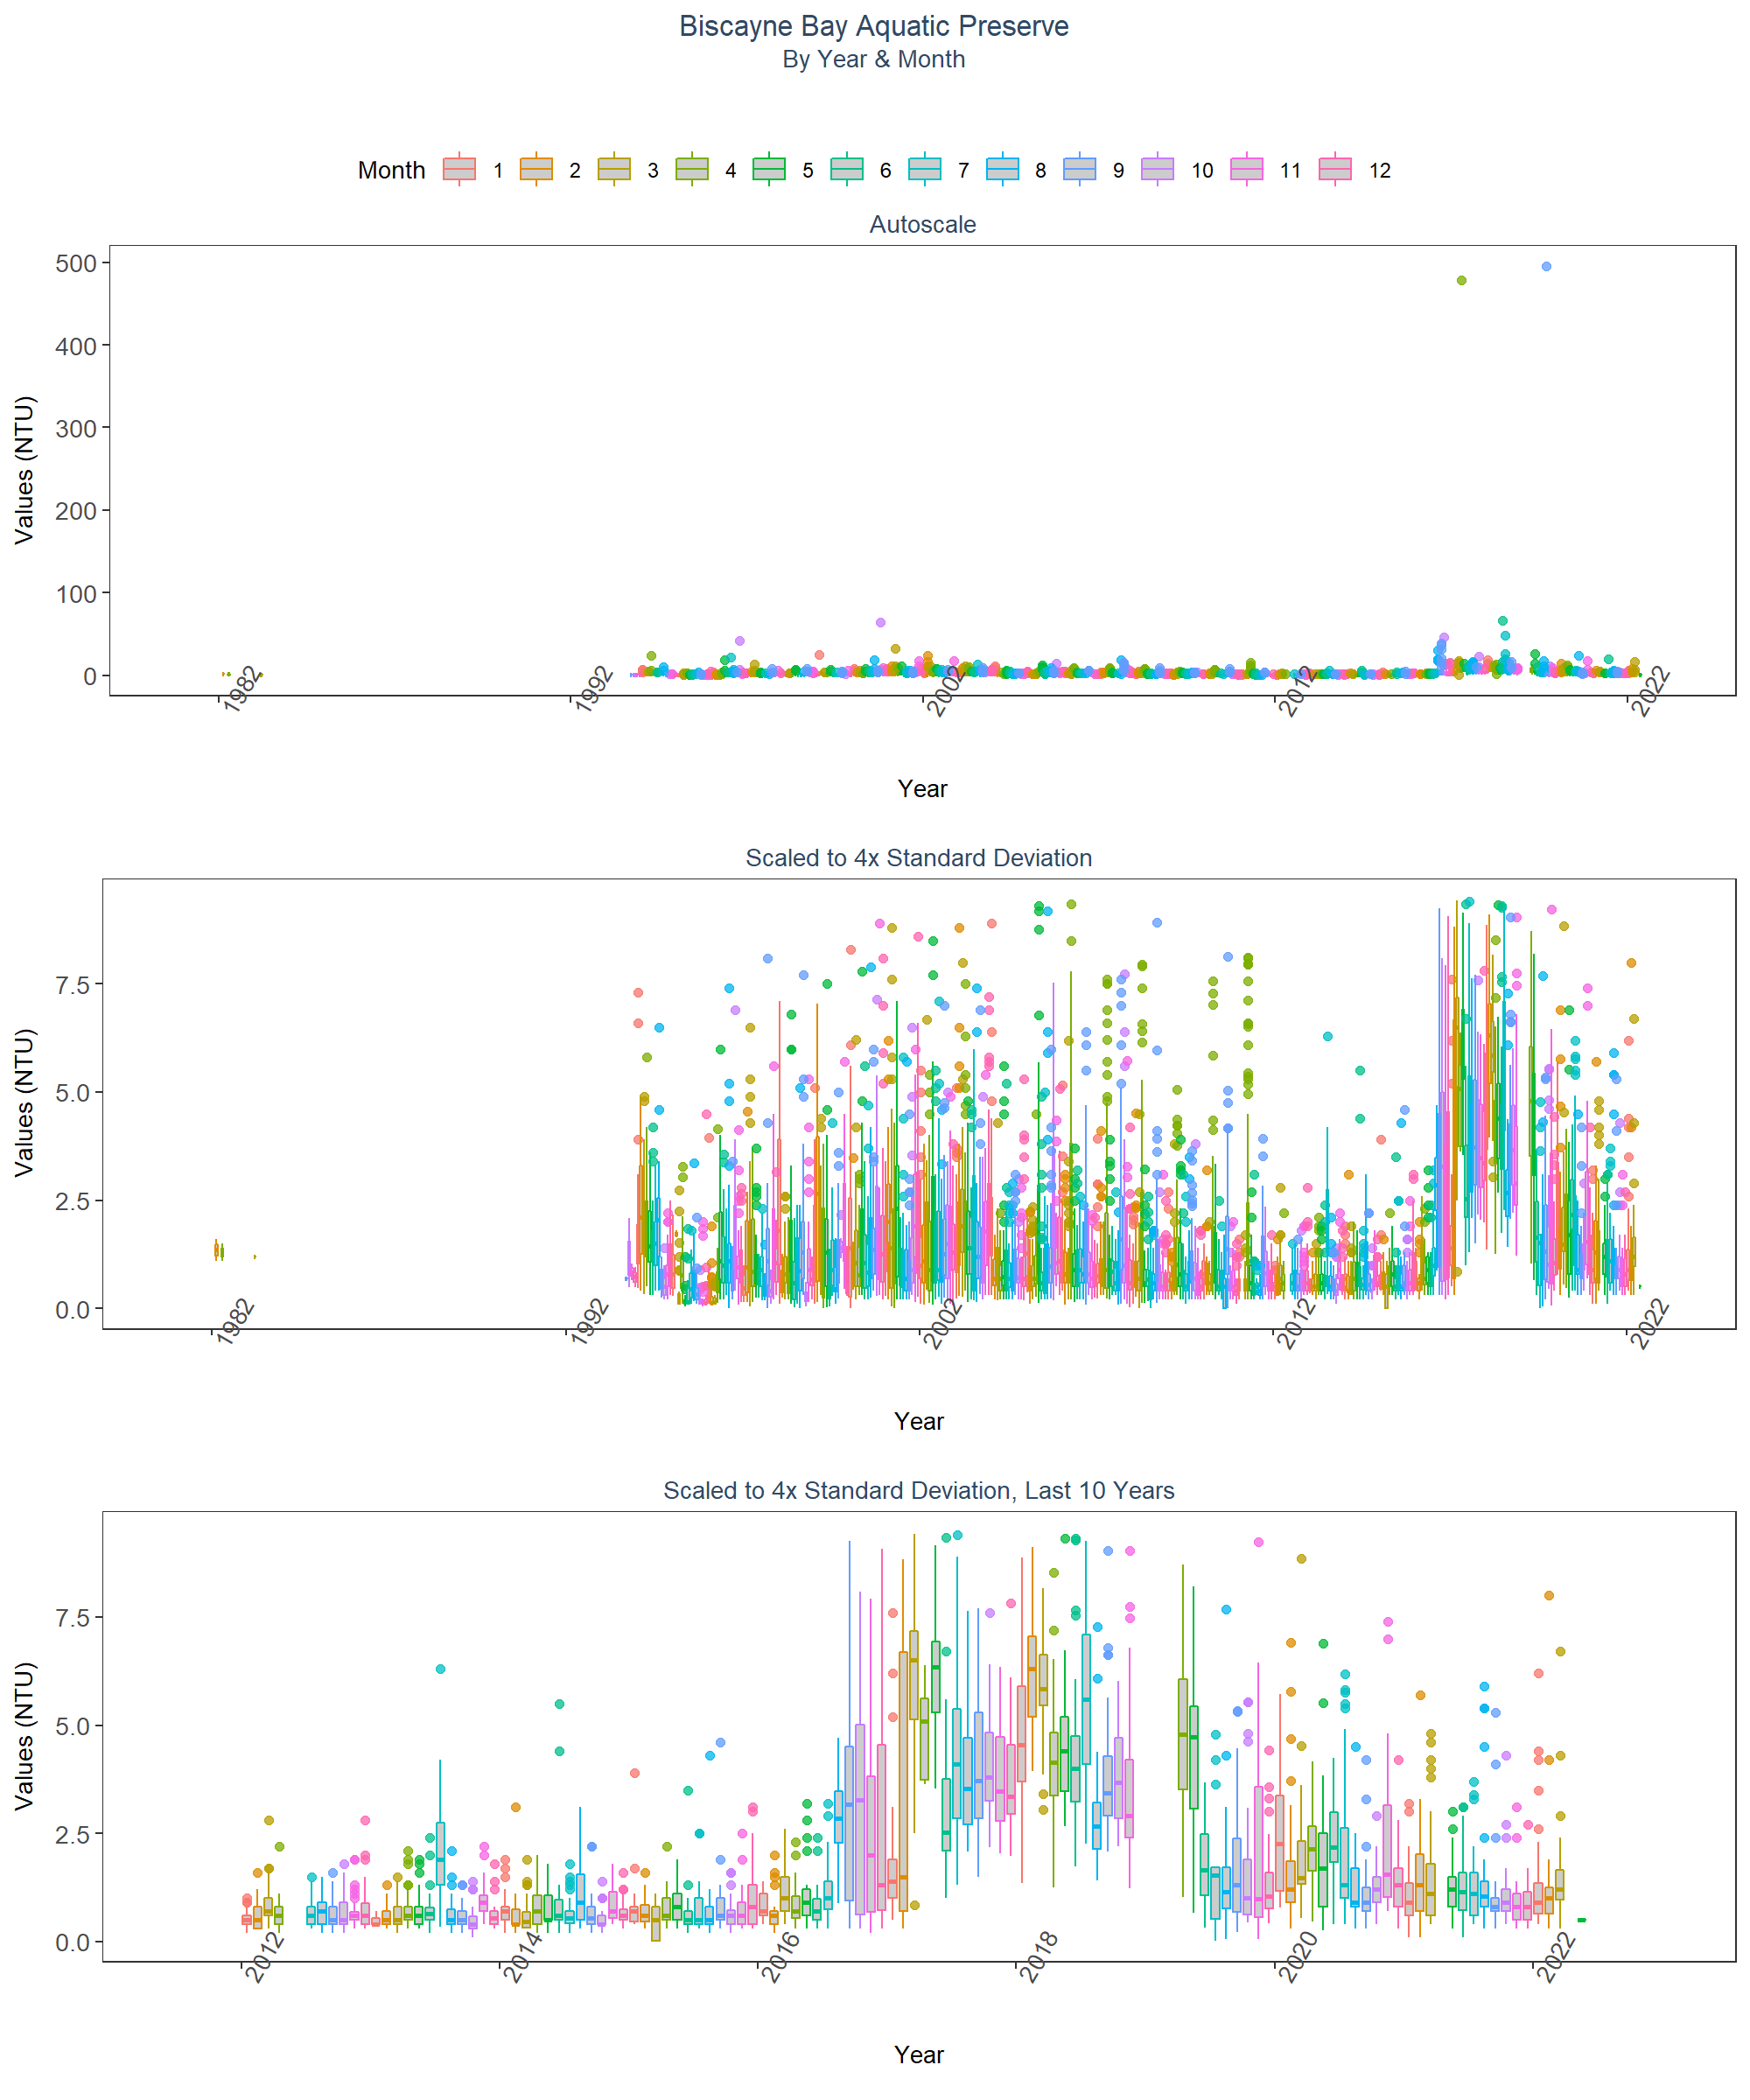 Biscayne Bay Aquatic Preserve
By Year & Month
Month 1 2 3 4 5 6 7 8 9 10 11 12
Autoscale
Values (NTU)
500
400
300
200
100
0
1982 1992 2002 2012 2022
Year
Scaled to 4x Standard Deviation
Values (NTU)
7.5
5.0
2.5
0.0
1982 1992 2002 2012 2022
Year
Scaled to 4x Standard Deviation, Last 10 Years
Values (NTU)
7.5
5.0
2.5
0.0
2012 2014 2016 2018 2020 2022
Year